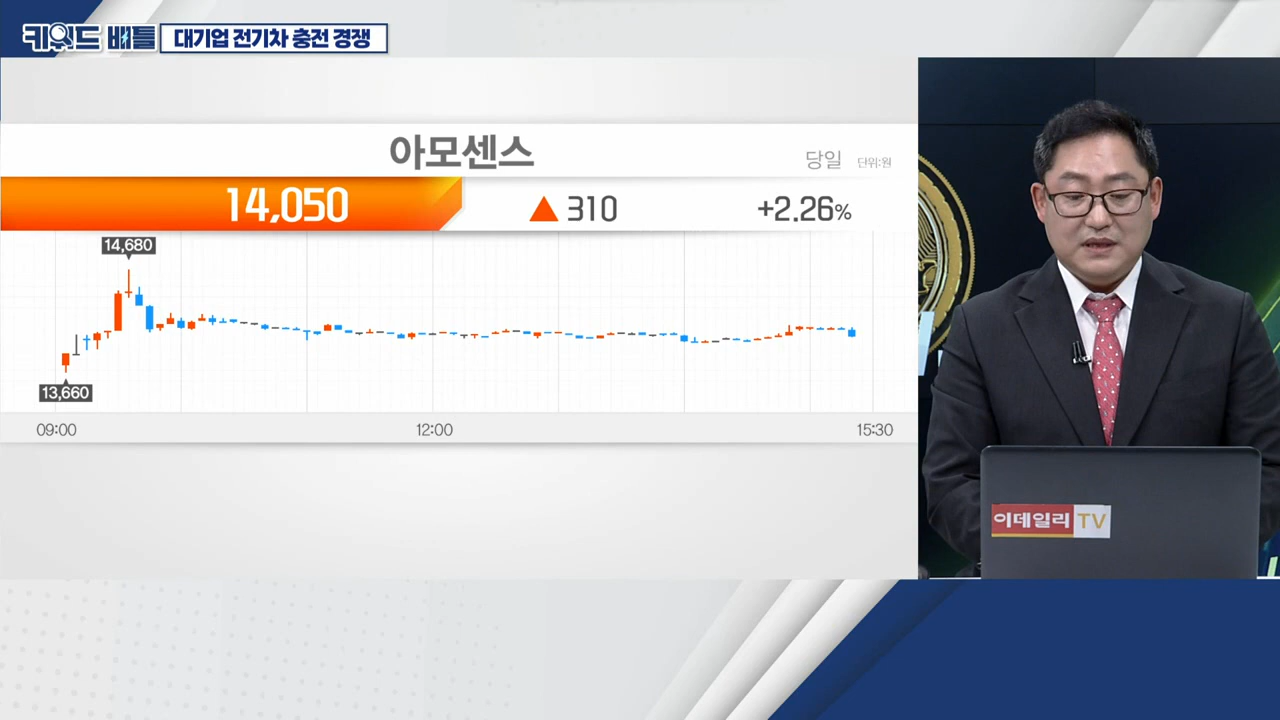 키워드 배틀
대기업 전기차 충전 경쟁
아모센스
당일 단위:원
14,050 ▲ 310 +2.26%
14,680
13,660
09:00 12:00 15:30
이데일리 TV